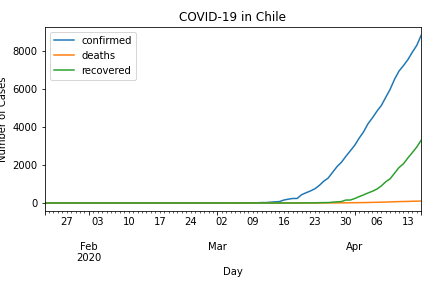 COVID-19 in Chile
confirmed
deaths
recovered
8000
6000
4000
2000
0
Number of Cases
27 03 10 17 24 02 09 16 23 30 06 13
Feb Mar Apr
2020
Day